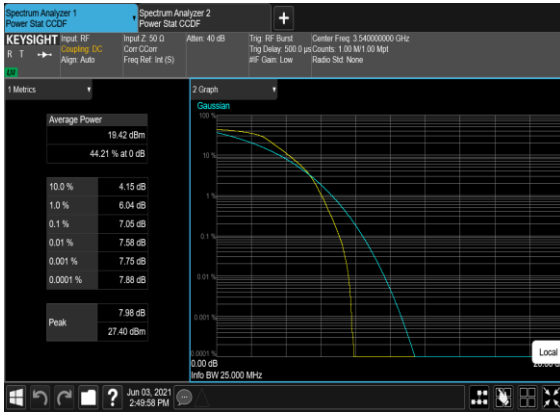 Spectrum Analyzer 1
Power Stat CCDF
Spectrum Analyzer 2
Power Stat CCDF
KEYSIGHT
R T
Input: RF
Coupling: DC
Align: Auto
Input Z: 50 Ω
Corr CCorr
Freq Ref: Int (S)
Atten: 40 dB
Trig: RF Burst
Trig Delay: 500.0 µs
#IF Gain: Low
Center Freq: 3.540000000 GHz
Counts: 1.00 M/1.00 Mpt
Radio Std: None
1 Metrics
Average Power
19.42 dBm
44.21 % at 0 dB
10.0 % 4.15 dB
1.0 % 6.04 dB
0.1 % 7.05 dB
0.01 % 7.58 dB
0.001 % 7.75 dB
0.0001 % 7.88 dB
Peak
7.98 dB
27.40 dBm
2 Graph
Gaussian
100 %
10 %
1 %
0.1 %
0.01 %
0.001 %
0.0001 %
0.00 dB
Info BW 25.000 MHz
Local
Jun 03, 2021
2:49:58 PM